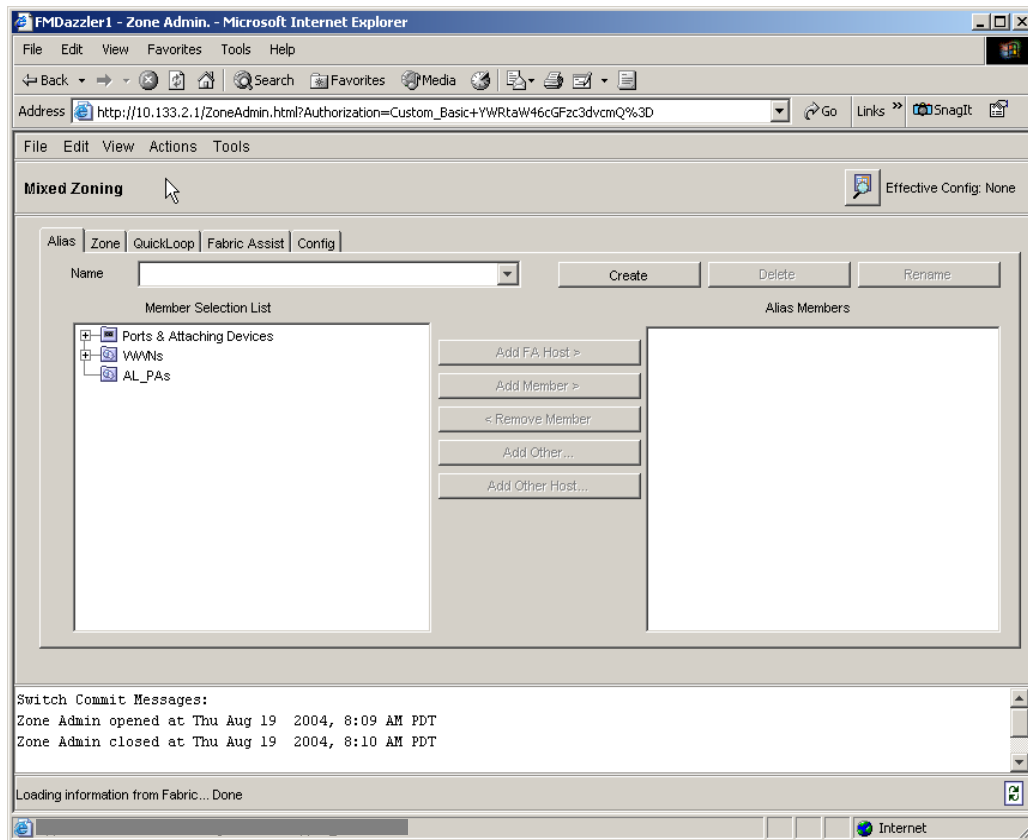 FMDazzler1 - Zone Admin. - Microsoft Internet Explorer
File Edit View Favorites Tools Help
Back Search Favorites Media
Address http://10.133.2.1/ZoneAdmin.html?Authorization=Custom_Basic+YWRtaW46cGFzc3dvcmQ%3D Go Links » SnagIt
File Edit View Actions Tools
Mixed Zoning Effective Config: None
Alias Zone QuickLoop Fabric Assist Config
Name Create Delete Rename
Member Selection List Alias Members
Ports & Attaching Devices
WWNs
AL_PAs
Add FA Host >
Add Member >
< Remove Member
Add Other...
Add Other Host...
Switch Commit Messages:
Zone Admin opened at Thu Aug 19 2004, 8:09 AM PDT
Zone Admin closed at Thu Aug 19 2004, 8:10 AM PDT
Loading information from Fabric... Done
Internet